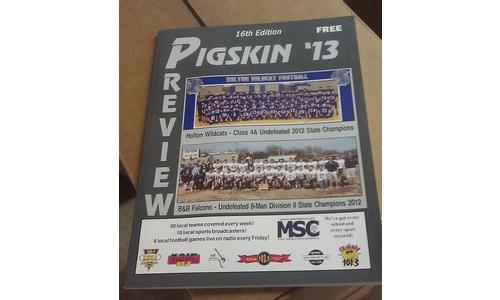 16th Edition
FREE
PIGSKIN '13
PREVIEW
HOLTON WILDCAT FOOTBALL
Holton Wildcats - Class 4A Undefeated 2012 State Champions
B&B Falcons - Undefeated 8-Man Division II State Champions 2012
50 local teams covered every week!
10 local sports broadcasters!
6 local football games live on radio every Friday!
MSC
We've got every
school and
every sport
covered!
101.3